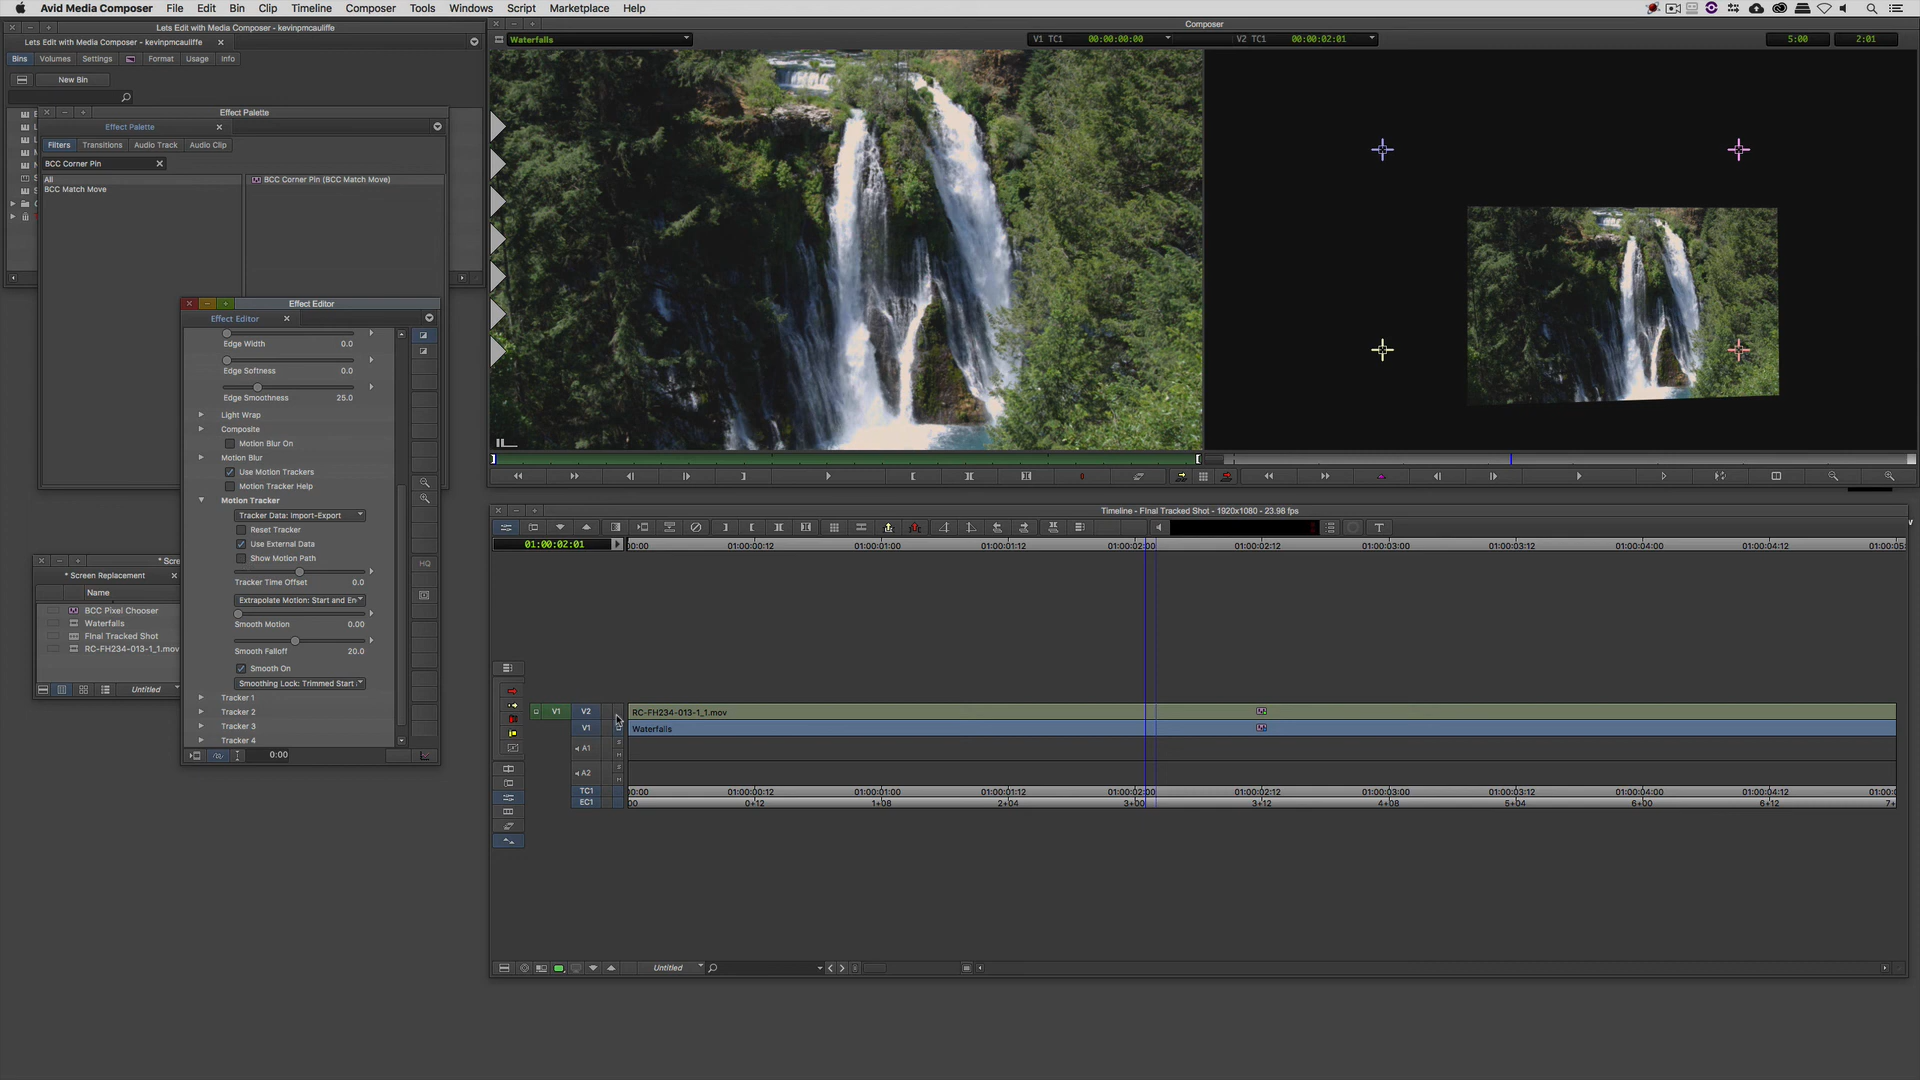 Avid Media Composer File Edit Bin Clip Timeline Composer Tools Windows Script Marketplace Help
Lets Edit with Media Composer - kevinpmcauliffe
Lets Edit with Media Composer - kevinpmcauliffe
Bins Volumes Settings Format Usage Info
New Bin
Effect Palette
Effect Palette
Filters Transitions Audio Track Audio Clip
BCC Corner Pin
All
BCC Match Move
BCC Corner Pin (BCC Match Move)
Effect Editor
Effect Editor
Edge Width 0.0
Edge Softness 0.0
Edge Smoothness 25.0
Light Wrap
Composite
Motion Blur On
Motion Blur
Use Motion Trackers
Motion Tracker Help
Motion Tracker
Tracker Data: Import-Export
Reset Tracker
Use External Data
Show Motion Path
Tracker Time Offset 0.0
Extrapolate Motion: Start and En
Smooth Motion 0.00
Smooth Falloff 20.0
Smooth On
Smoothing Lock: Trimmed Start
Tracker 1
Tracker 2
Tracker 3
Tracker 4
0:00
HQ
* Scree
* Screen Replacement
Name
BCC Pixel Chooser
Waterfalls
FInal Tracked Shot
RC-FH234-013-1_1.mov
Untitled
Composer
Waterfalls
V1 TC1 00:00:00:00
V2 TC1 00:00:02:01
5:00 2:01
Timeline - FInal Tracked Shot - 1920x1080 - 23.98 fps
01:00:02:01
00:00 01:00:00:12 01:00:01:00 01:00:01:12 01:00:02:00 01:00:02:12 01:00:03:00 01:00:03:12 01:00:04:00 01:00:04:12 01:00:05
V1 V2 RC-FH234-013-1_1.mov
V1 Waterfalls
A1
A2
TC1 00:00 01:00:00:12 01:00:01:00 01:00:01:12 01:00:02:00 01:00:02:12 01:00:03:00 01:00:03:12 01:00:04:00 01:00:04:12 01:00:0
EC1 00 0+12 1+08 2+04 3+00 3+12 4+08 5+04 6+00 6+12 7+
Untitled